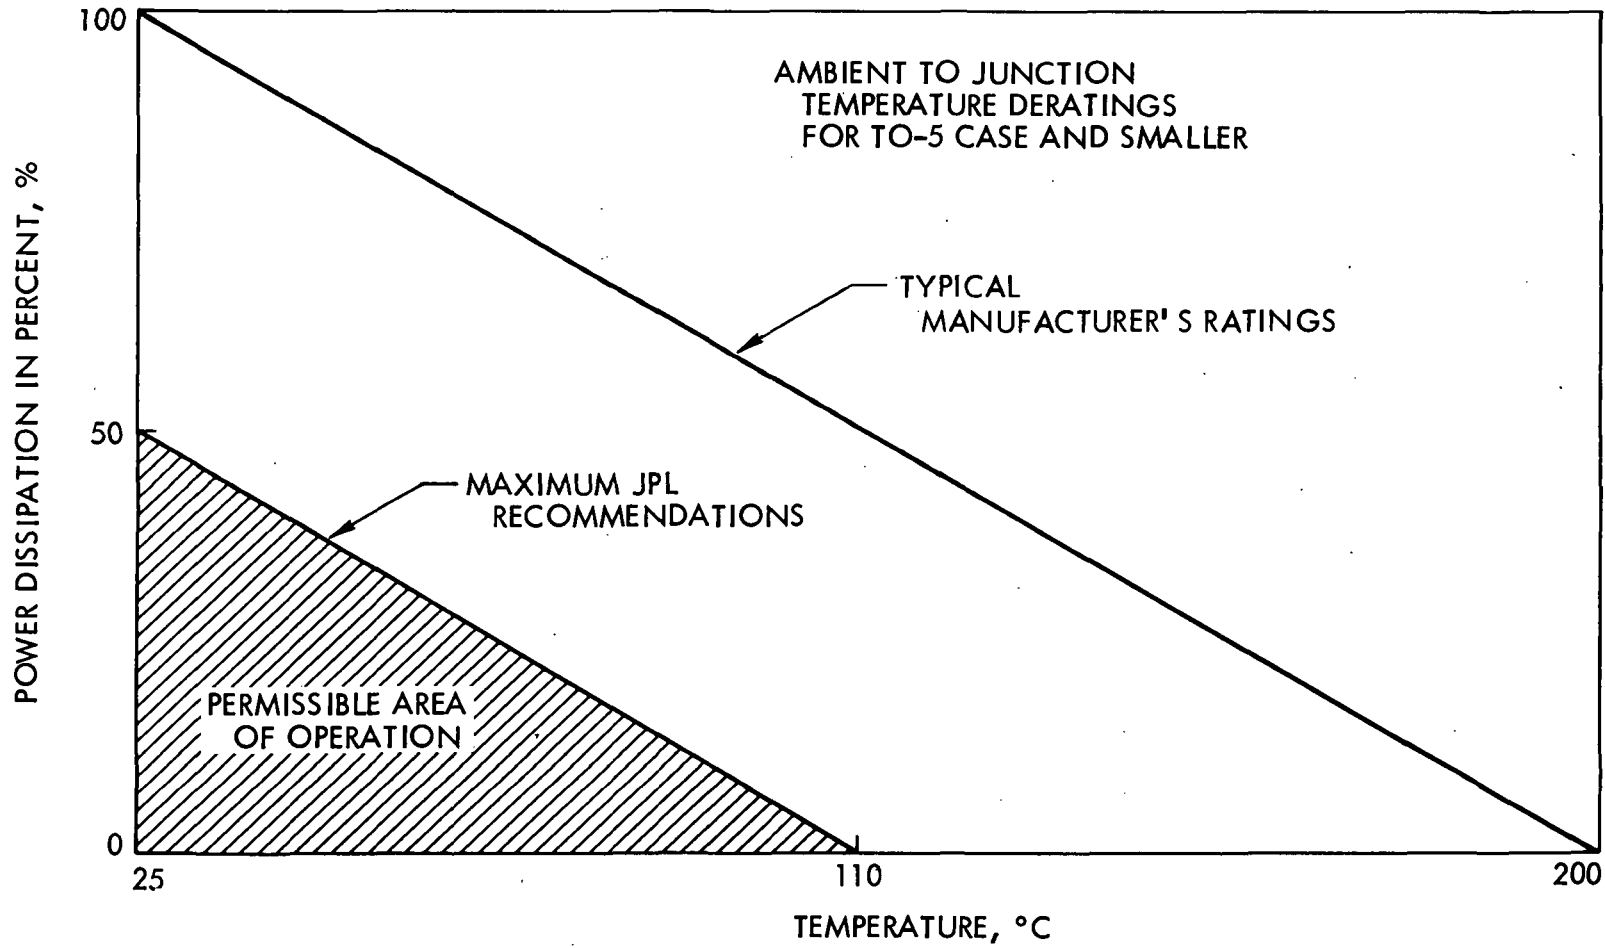 100
AMBIENT TO JUNCTION
TEMPERATURE DERATINGS
FOR TO-5 CASE AND SMALLER
POWER DISSIPATION IN PERCENT, %
TYPICAL
MANUFACTURER'S RATINGS
50
MAXIMUM JPL
RECOMMENDATIONS
PERMISSIBLE AREA
OF OPERATION
0
25
110
200
TEMPERATURE, °C